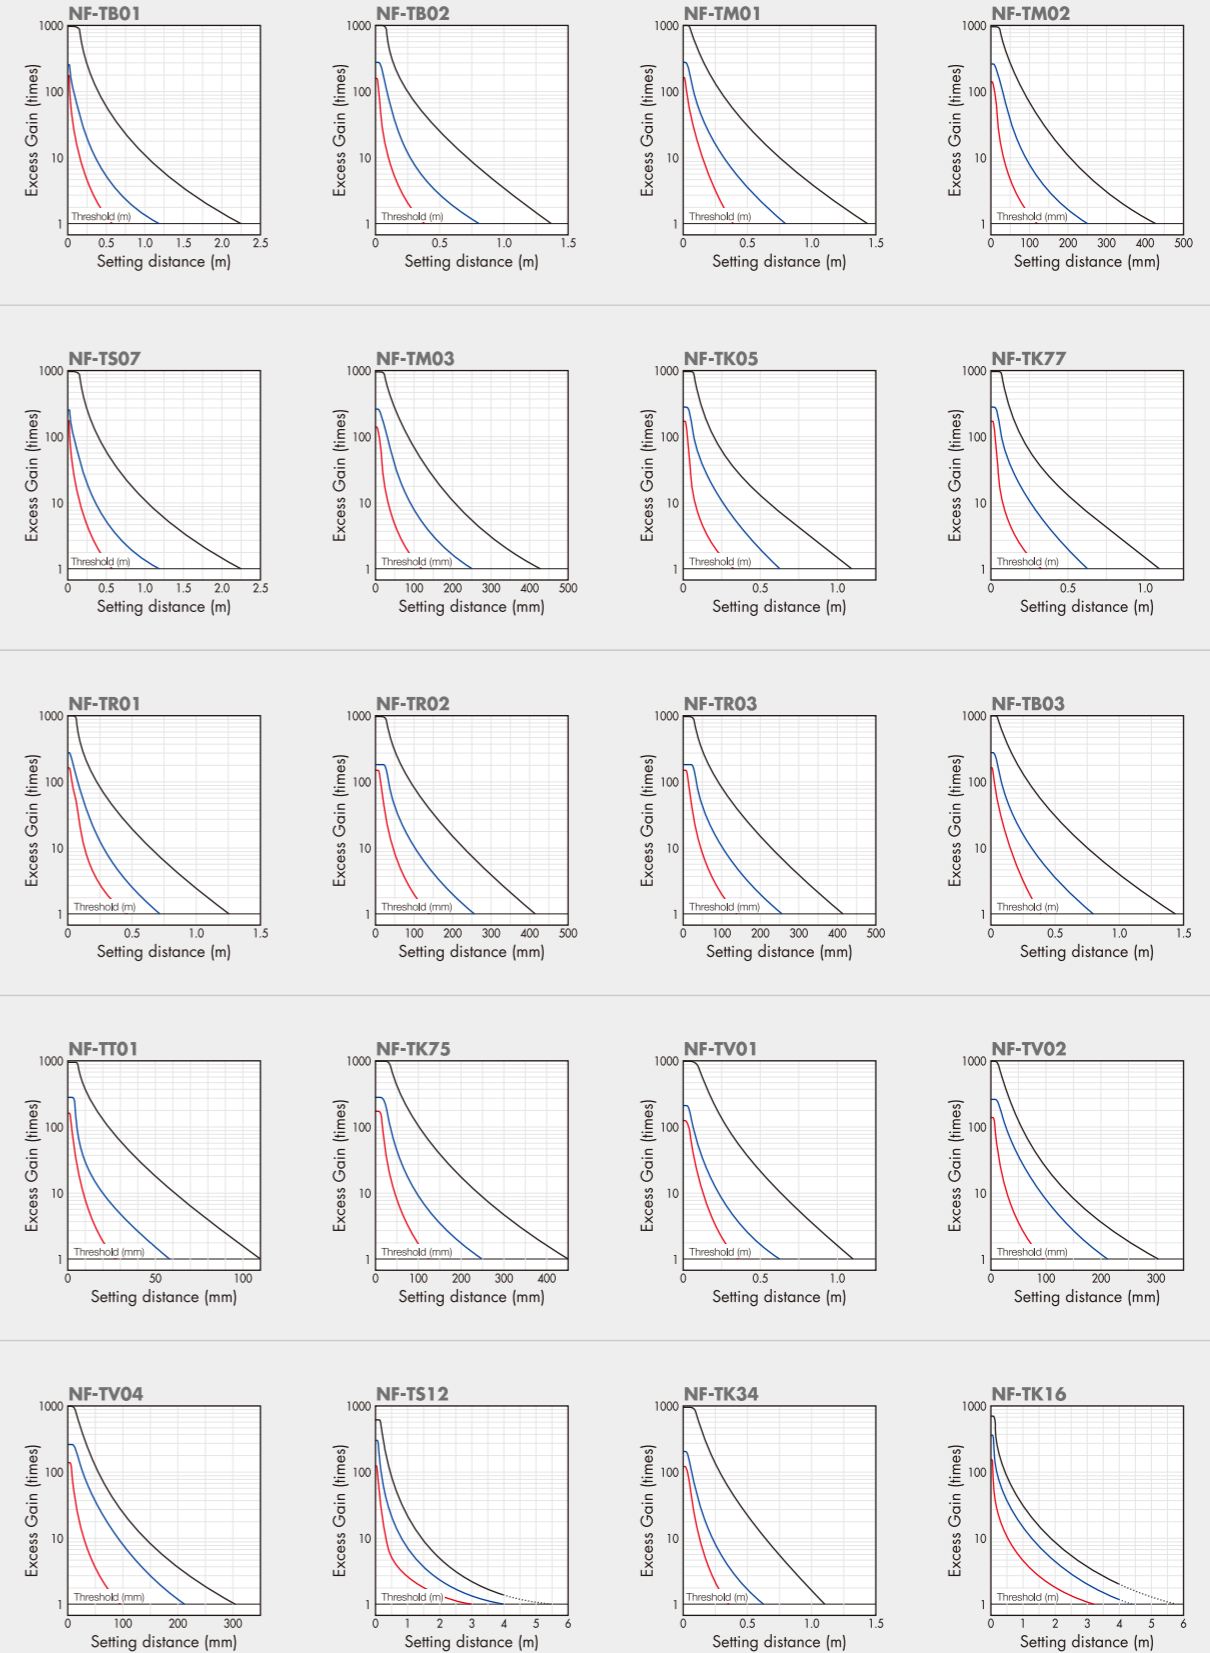 NF-TB01 NF-TB02 NF-TM01 NF-TM02
1000 1000 1000 1000
100 100 100 100
10 10 10 10
1 1 1 1
Excess Gain (times) Excess Gain (times) Excess Gain (times) Excess Gain (times)
Threshold (m) Threshold (m) Threshold (m) Threshold (mm)
0 0.5 1.0 1.5 2.0 2.5 0 0.5 1.0 1.5 0 0.5 1.0 1.5 0 100 200 300 400 500
Setting distance (m) Setting distance (m) Setting distance (m) Setting distance (mm)
NF-TS07 NF-TM03 NF-TK05 NF-TK77
1000 1000 1000 1000
100 100 100 100
10 10 10 10
1 1 1 1
Excess Gain (times) Excess Gain (times) Excess Gain (times) Excess Gain (times)
Threshold (m) Threshold (mm) Threshold (m) Threshold (m)
0 0.5 1.0 1.5 2.0 2.5 0 100 200 300 400 500 0 0.5 1.0 0 0.5 1.0
Setting distance (m) Setting distance (mm) Setting distance (m) Setting distance (m)
NF-TR01 NF-TR02 NF-TR03 NF-TB03
1000 1000 1000 1000
100 100 100 100
10 10 10 10
1 1 1 1
Excess Gain (times) Excess Gain (times) Excess Gain (times) Excess Gain (times)
Threshold (m) Threshold (mm) Threshold (mm) Threshold (m)
0 0.5 1.0 1.5 0 100 200 300 400 500 0 100 200 300 400 500 0 0.5 1.0 1.5
Setting distance (m) Setting distance (mm) Setting distance (mm) Setting distance (m)
NF-TT01 NF-TK75 NF-TV01 NF-TV02
1000 1000 1000 1000
100 100 100 100
10 10 10 10
1 1 1 1
Excess Gain (times) Excess Gain (times) Excess Gain (times) Excess Gain (times)
Threshold (mm) Threshold (mm) Threshold (m) Threshold (mm)
0 50 100 0 100 200 300 400 0 0.5 1.0 0 100 200 300
Setting distance (mm) Setting distance (mm) Setting distance (m) Setting distance (mm)
NF-TV04 NF-TS12 NF-TK34 NF-TK16
1000 1000 1000 1000
100 100 100 100
10 10 10 10
1 1 1 1
Excess Gain (times) Excess Gain (times) Excess Gain (times) Excess Gain (times)
Threshold (mm) Threshold (m) Threshold (m) Threshold (m)
0 100 200 300 0 1 2 3 4 5 6 0 0.5 1.0 1.5 0 1 2 3 4 5 6
Setting distance (mm) Setting distance (m) Setting distance (m) Setting distance (m)